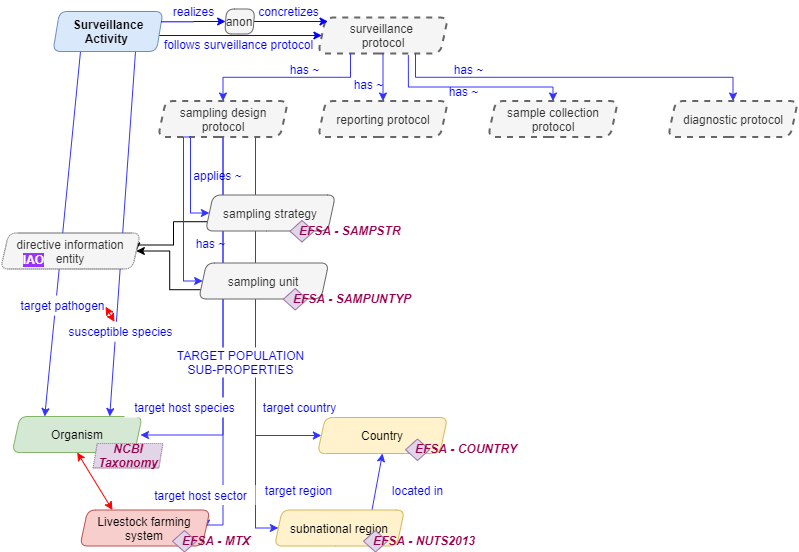 Surveillance
Activity
realizes
anon
concretizes
follows surveillance protocol
surveillance
protocol
has ~
has ~
has ~
has ~
sampling design
protocol
reporting protocol
sample collection
protocol
diagnostic protocol
applies ~
sampling strategy
EFSA - SAMPSTR
directive information
entity
IAO
has ~
sampling unit
EFSA - SAMPUNTYP
target pathogen
susceptible species
TARGET POPULATION
SUB-PROPERTIES
target host species
target country
Organism
NCBI
Taxonomy
Country
EFSA - COUNTRY
target host sector
target region
located in
Livestock farming
system
EFSA - MTX
subnational region
EFSA - NUTS2013